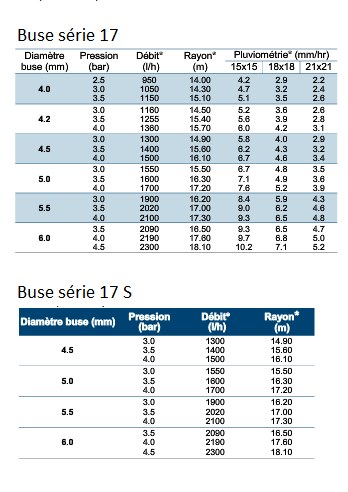 Buse série 17
Diamètre buse (mm) Pression (bar) Débit* (l/h) Rayon* (m) Pluviométrie* (mm/hr)
15x15 18x18 21x21
4.0 2.5 950 14.00 4.2 2.9 2.2
3.0 1050 14.30 4.7 3.2 2.4
3.5 1150 15.10 5.1 3.5 2.6
4.2 3.0 1160 14.50 5.2 3.6 2.6
3.5 1255 15.40 5.6 3.9 2.8
4.0 1360 15.70 6.0 4.2 3.1
4.5 3.0 1300 14.90 5.8 4.0 2.9
3.5 1400 15.60 6.2 4.3 3.2
4.0 1500 16.10 6.7 4.6 3.4
5.0 3.0 1550 15.50 6.7 4.8 3.5
3.5 1600 16.30 7.1 4.9 3.6
4.0 1700 17.20 7.6 5.2 3.9
5.5 3.0 1900 16.20 8.4 5.9 4.3
3.5 2020 17.00 9.0 6.2 4.6
4.0 2100 17.30 9.3 6.5 4.8
6.0 3.5 2090 16.50 9.3 6.5 4.7
4.0 2190 17.60 9.7 6.8 5.0
4.5 2300 18.10 10.2 7.1 5.2
Buse série 17 S
Diamètre buse (mm) Pression (bar) Débit* (l/h) Rayon* (m)
4.5 3.0 1300 14.90
3.5 1400 15.60
4.0 1500 16.10
5.0 3.0 1550 15.50
3.5 1600 16.30
4.0 1700 17.20
5.5 3.0 1900 16.20
3.5 2020 17.00
4.0 2100 17.30
6.0 3.5 2090 16.50
4.0 2190 17.60
4.5 2300 18.10